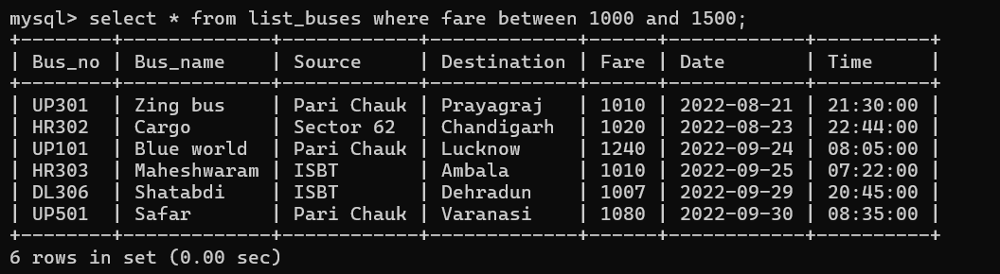 mysql> select * from list_buses where fare between 1000 and 1500;
+--------+-------------+------------+-------------+------+------------+----------+
| Bus_no | Bus_name    | Source     | Destination | Fare | Date       | Time     |
+--------+-------------+------------+-------------+------+------------+----------+
| UP301  | Zing bus    | Pari Chauk | Prayagraj   | 1010 | 2022-08-21 | 21:30:00 |
| HR302  | Cargo       | Sector 62  | Chandigarh  | 1020 | 2022-08-23 | 22:44:00 |
| UP101  | Blue world  | Pari Chauk | Lucknow     | 1240 | 2022-09-24 | 08:05:00 |
| HR303  | Maheshwaram | ISBT       | Ambala      | 1010 | 2022-09-25 | 07:22:00 |
| DL306  | Shatabdi    | ISBT       | Dehradun    | 1007 | 2022-09-29 | 20:45:00 |
| UP501  | Safar       | Pari Chauk | Varanasi    | 1080 | 2022-09-30 | 08:35:00 |
+--------+-------------+------------+-------------+------+------------+----------+
6 rows in set (0.00 sec)